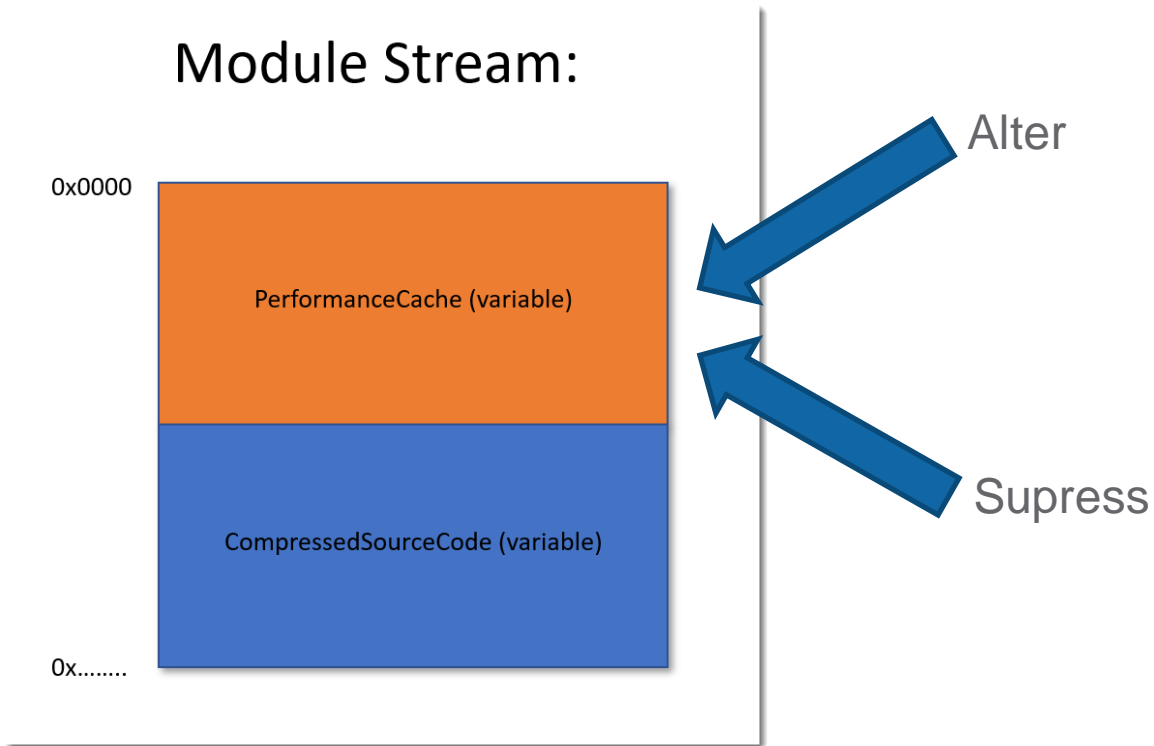 Module Stream:
Alter
0x0000
PerformanceCache (variable)
Supress
CompressedSourceCode (variable)
0x........